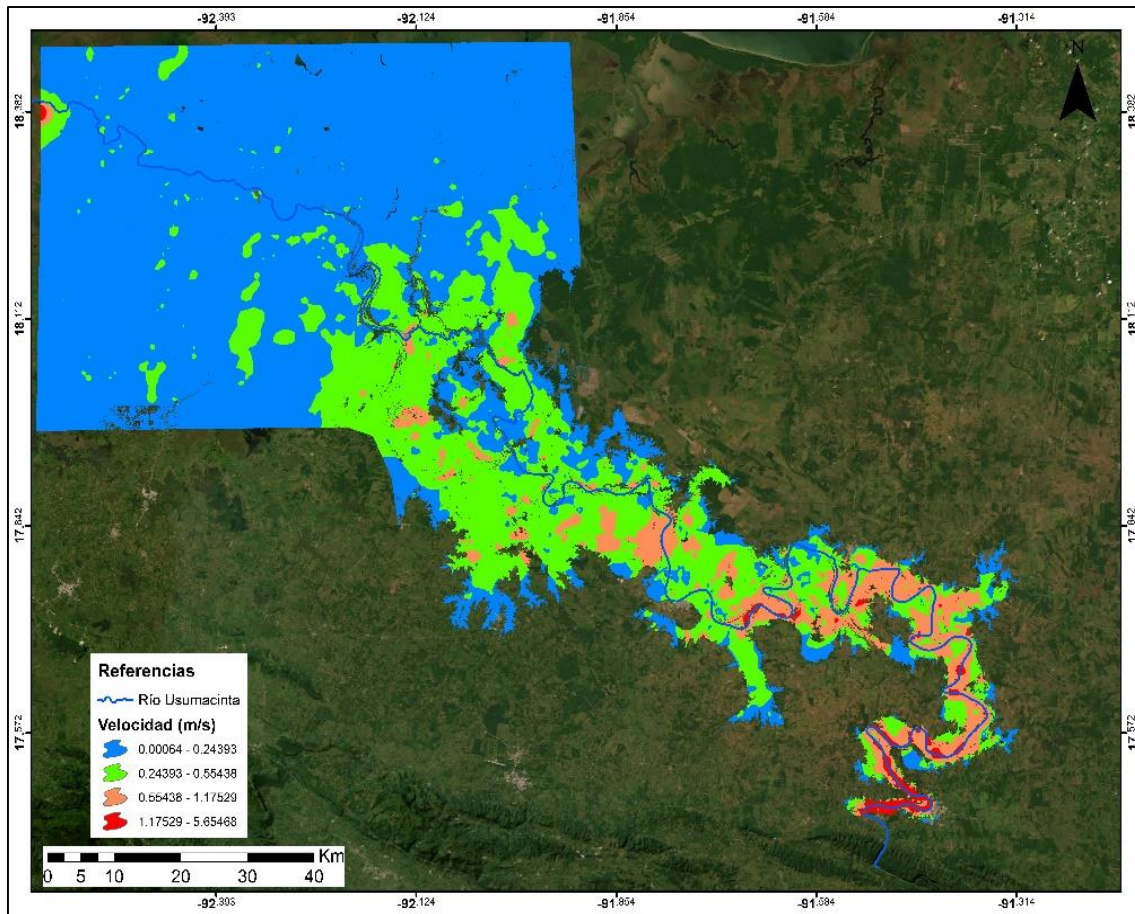 -92.393 -92.124 -91.854 -91.584 -91.314
N
18.382 18.382
18.112 18.112
17.842 17.842
17.572 17.572
Referencias
Río Usumacinta
Velocidad (m/s)
0.00064 - 0.24393
0.24393 - 0.55438
0.55438 - 1.17529
1.17529 - 5.65468
Km
0 5 10 20 30 40
-92.393 -92.124 -91.854 -91.584 -91.314